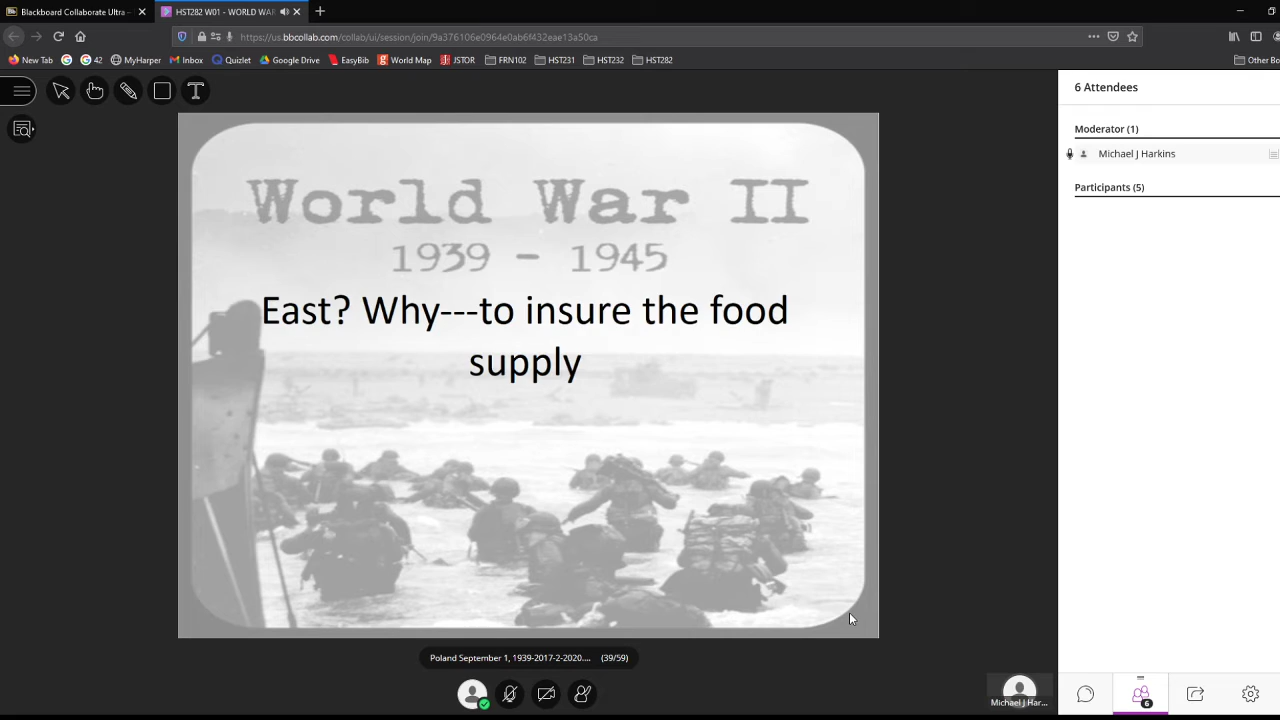 Blackboard Collaborate Ultra –
HST282 W01 - WORLD WAR
https://us.bbcollab.com/collab/ui/session/join/9a376106e0964e0ab6f432eae13a50ca
New Tab
42
MyHarper
Inbox
Quizlet
Google Drive
EasyBib
World Map
JSTOR
FRN102
HST231
HST232
HST282
Other Bo
6 Attendees
Moderator (1)
Michael J Harkins
Participants (5)
World War II
1939 - 1945
East? Why---to insure the food
supply
Poland September 1, 1939-2017-2-2020.... (39/59)
Michael J Har...
6